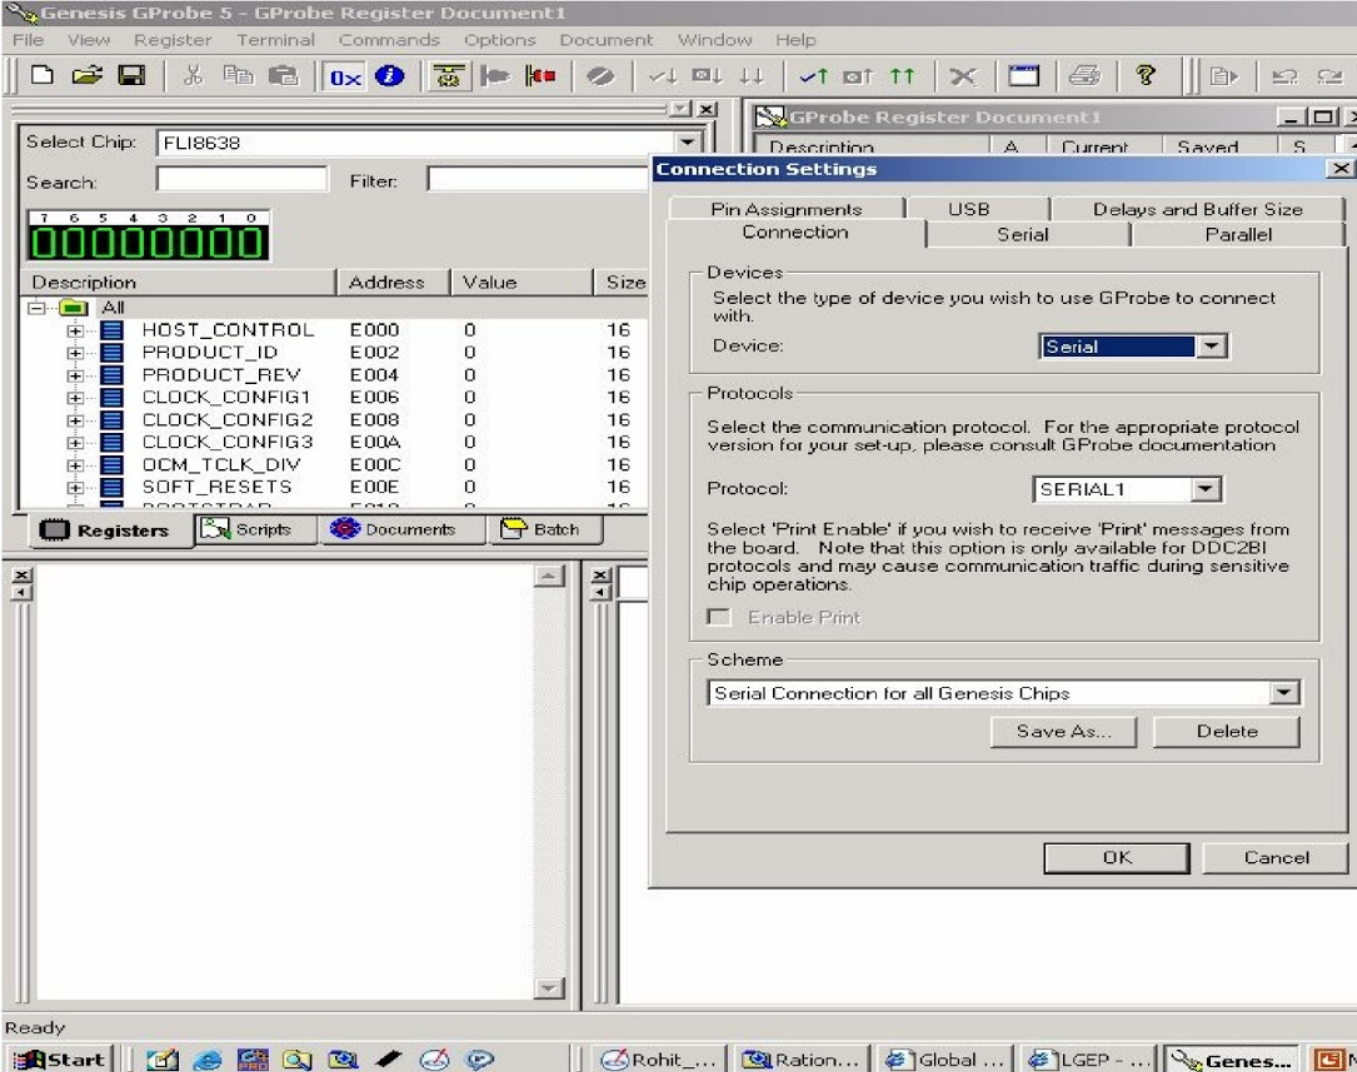 Genesis GProbe 5 - GProbe Register Document1
File View Register Terminal Commands Options Document Window Help
0x
Select Chip: FLI8638
Search: Filter:
7 6 5 4 3 2 1 0
00000000
Description Address Value Size
All
HOST_CONTROL E000 0 16
PRODUCT_ID E002 0 16
PRODUCT_REV E004 0 16
CLOCK_CONFIG1 E006 0 16
CLOCK_CONFIG2 E008 0 16
CLOCK_CONFIG3 E00A 0 16
OCM_TCLK_DIV E00C 0 16
SOFT_RESETS E00E 0 16
Registers Scripts Documents Batch
GProbe Register Document1
Description A Current Saved S
Connection Settings
Pin Assignments USB Delays and Buffer Size
Connection Serial Parallel
Devices
Select the type of device you wish to use GProbe to connect
with.
Device: Serial
Protocols
Select the communication protocol. For the appropriate protocol
version for your set-up, please consult GProbe documentation
Protocol: SERIAL1
Select 'Print Enable' if you wish to receive 'Print' messages from
the board. Note that this option is only available for DDC2BI
protocols and may cause communication traffic during sensitive
chip operations.
Enable Print
Scheme
Serial Connection for all Genesis Chips
Save As... Delete
OK Cancel
Ready
Start Rohit_... Ration... Global ... LGEP - ... Genes...